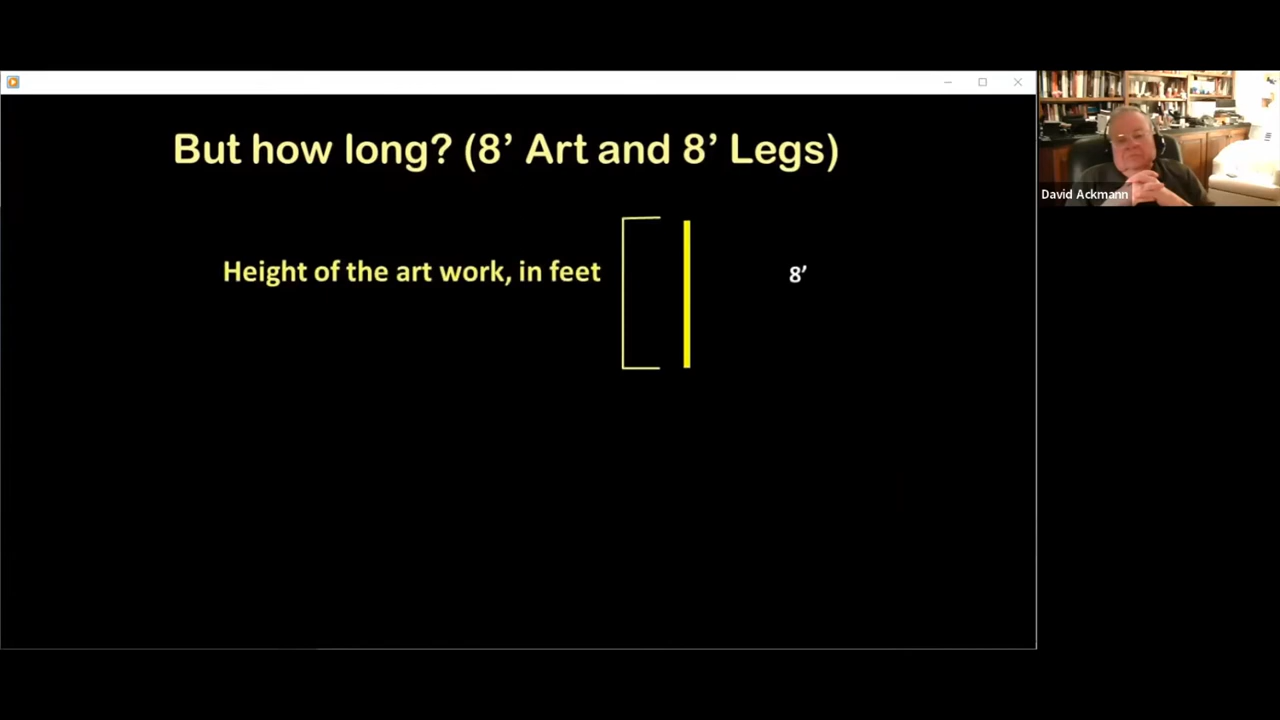 But how long? (8’ Art and 8’ Legs)
Height of the art work, in feet
8’
David Ackmann